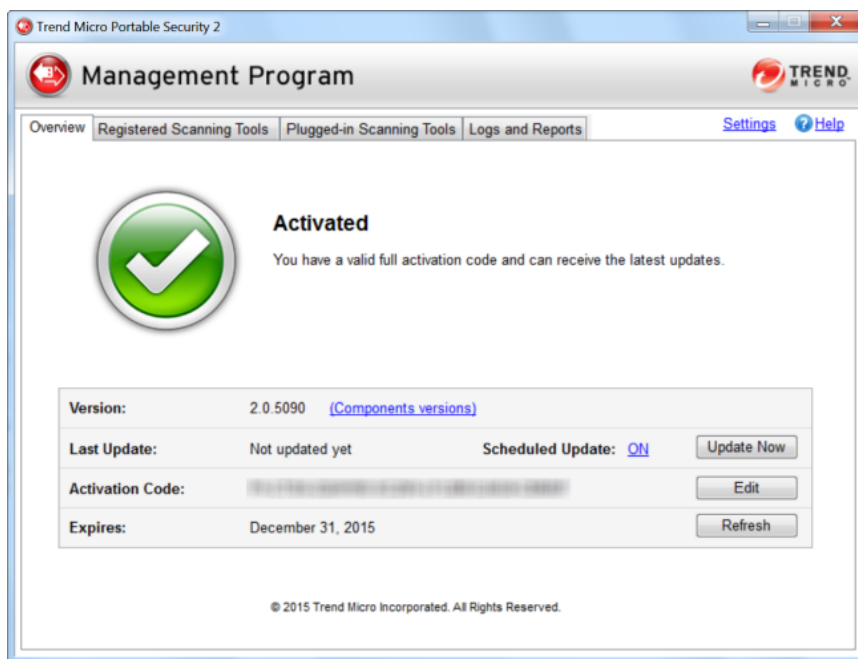 Trend Micro Portable Security 2
Management Program
TREND
MICRO™
Overview Registered Scanning Tools Plugged-in Scanning Tools Logs and Reports Settings ? Help
Activated
You have a valid full activation code and can receive the latest updates.
Version: 2.0.5090 (Components versions)
Last Update: Not updated yet Scheduled Update: ON Update Now
Activation Code: Edit
Expires: December 31, 2015 Refresh
© 2015 Trend Micro Incorporated. All Rights Reserved.